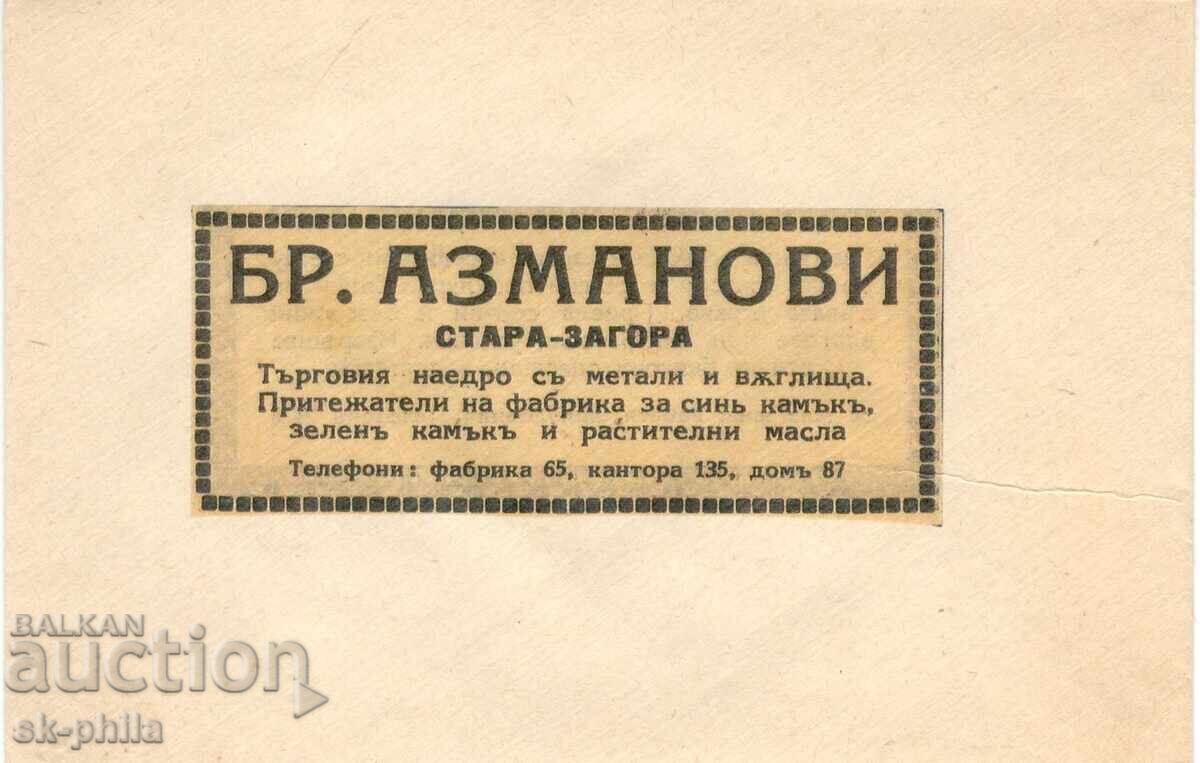 БР. АЗМАНОВИ
СТАРА-ЗАГОРА
Търговия наедро съ метали и вѫглища.
Притежатели на фабрика за синь камъкъ,
зеленъ камъкъ и растителни масла
Телефони: фабрика 65, кантора 135, домъ 87
BALKAN
auction
sk-phila